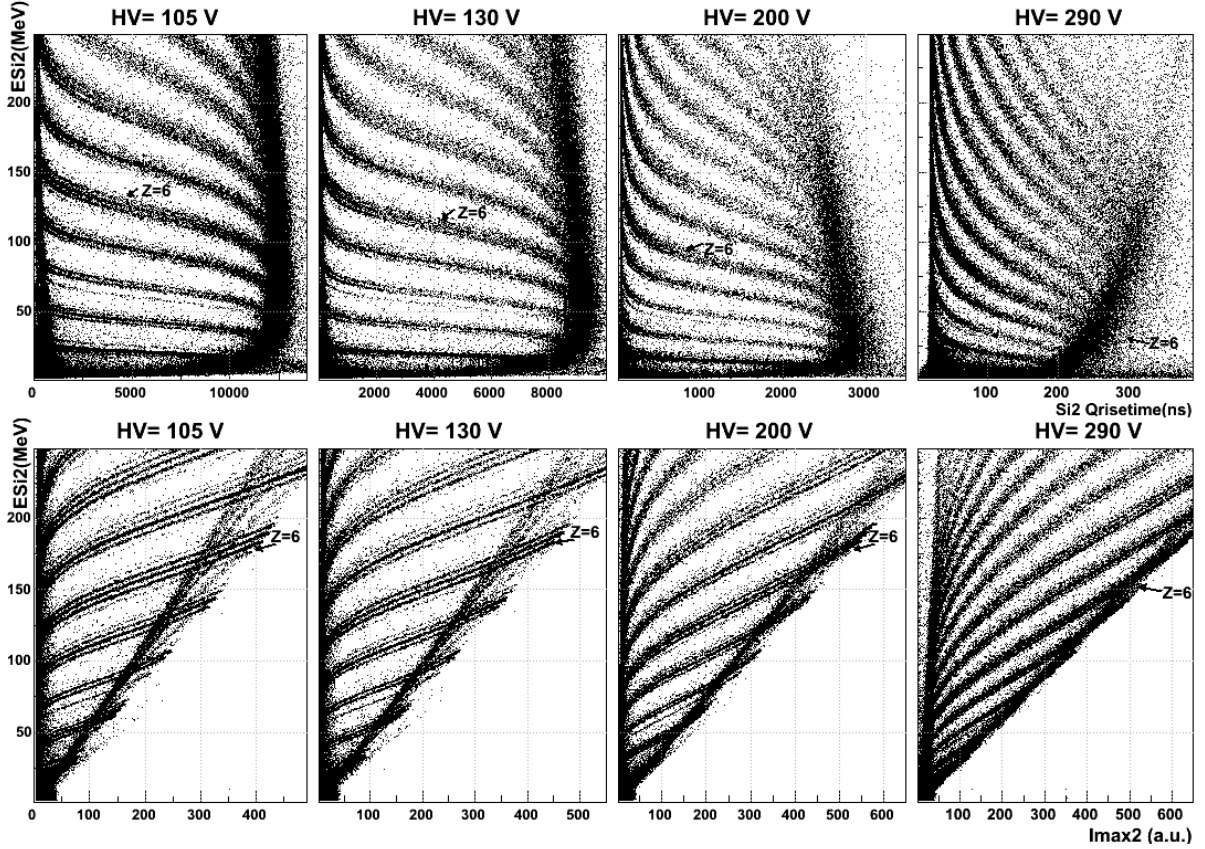 HV= 105 V HV= 130 V HV= 200 V HV= 290 V
ESi2(MeV)
200
150
100
50
Z=6 Z=6 Z=6 Z=6
0 5000 10000 2000 4000 6000 8000 1000 2000 3000 100 200 300
Si2 Qrisetime(ns)
HV= 105 V HV= 130 V HV= 200 V HV= 290 V
ESi2(MeV)
200
150
100
50
Z=6 Z=6 Z=6 Z=6
0 100 200 300 400 100 200 300 400 500 100 200 300 400 500 600 100 200 300 400 500 600
Imax2 (a.u.)